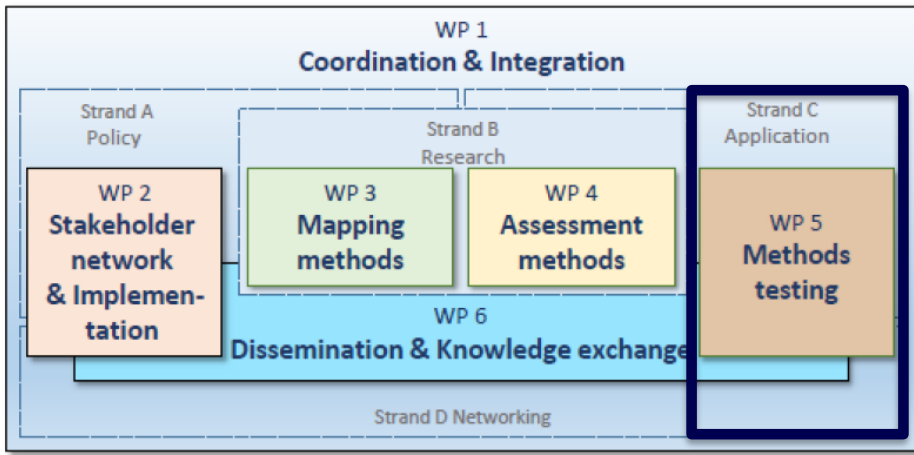 WP 1
Coordination & Integration
Strand A
Policy
Strand B
Research
Strand C
Application
WP 2
Stakeholder
network
& Implemen-
tation
WP 3
Mapping
methods
WP 4
Assessment
methods
WP 5
Methods
testing
WP 6
Dissemination & Knowledge exchange
Strand D Networking